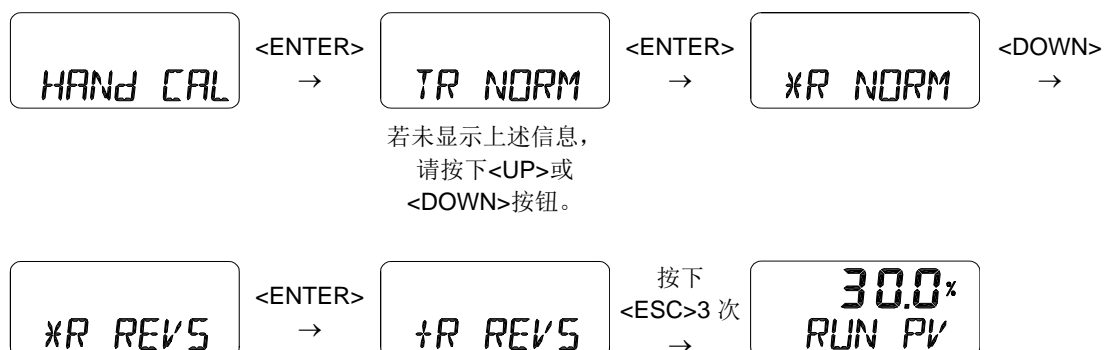 <ENTER> <ENTER> <DOWN>
HANd CAL → TR NORM → *R NORM →
若未显示上述信息，
请按下<UP>或
<DOWN>按钮。
<ENTER> 按下 30.0%
<ESC>3 次
*R REVS → +R REVS → RUN PV